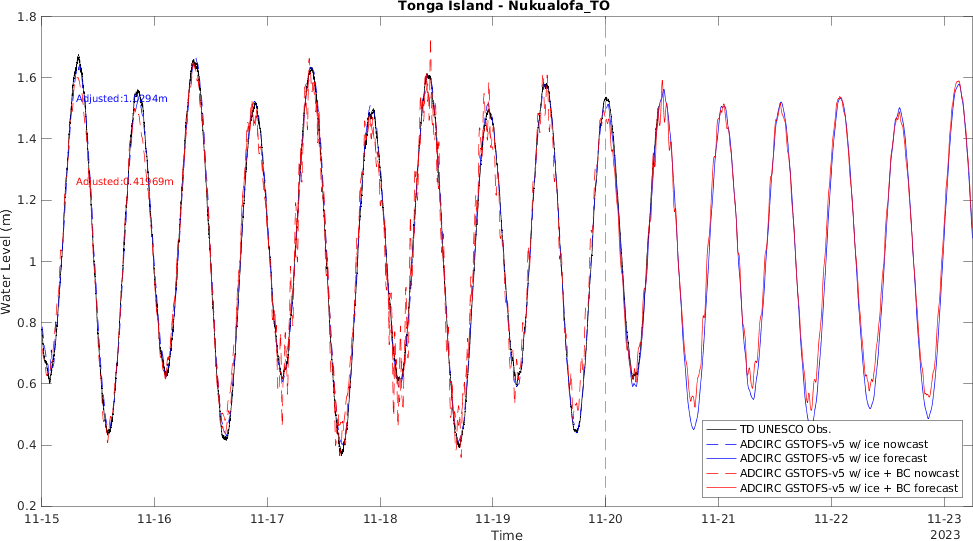 Tonga Island - Nukualofa_TO
1.8
1.6
1.4
1.2
1
0.8
0.6
0.4
0.2
Water Level (m)
Adjusted:0.41969m
TD UNESCO Obs.
ADCIRC GSTOFS-v5 w/ ice nowcast
ADCIRC GSTOFS-v5 w/ ice forecast
ADCIRC GSTOFS-v5 w/ ice + BC nowcast
ADCIRC GSTOFS-v5 w/ ice + BC forecast
11-15 11-16 11-17 11-18 11-19 11-20 11-21 11-22 11-23
2023
Time